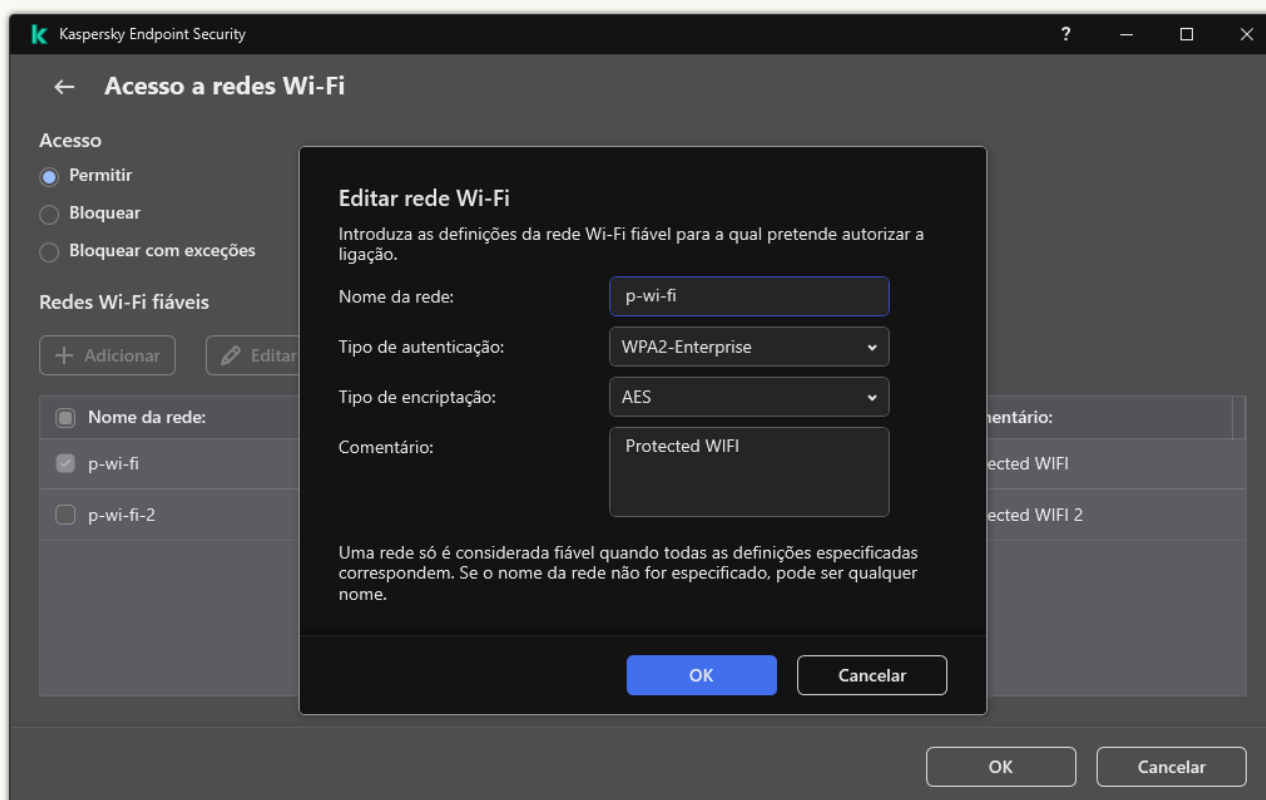 Kaspersky Endpoint Security
?
Acesso a redes Wi-Fi
Acesso
Permitir
Bloquear
Bloquear com exceções
Redes Wi-Fi fiáveis
Adicionar
Editar
Nome da rede:
p-wi-fi
p-wi-fi-2
Editar rede Wi-Fi
Introduza as definições da rede Wi-Fi fiável para a qual pretende autorizar a
ligação.
Nome da rede: p-wi-fi
Tipo de autenticação: WPA2-Enterprise
Tipo de encriptação: AES
Comentário: Protected WIFI
Uma rede só é considerada fiável quando todas as definições especificadas
correspondem. Se o nome da rede não for especificado, pode ser qualquer
nome.
OK Cancelar
mentário:
ected WIFI
ected WIFI 2
OK Cancelar